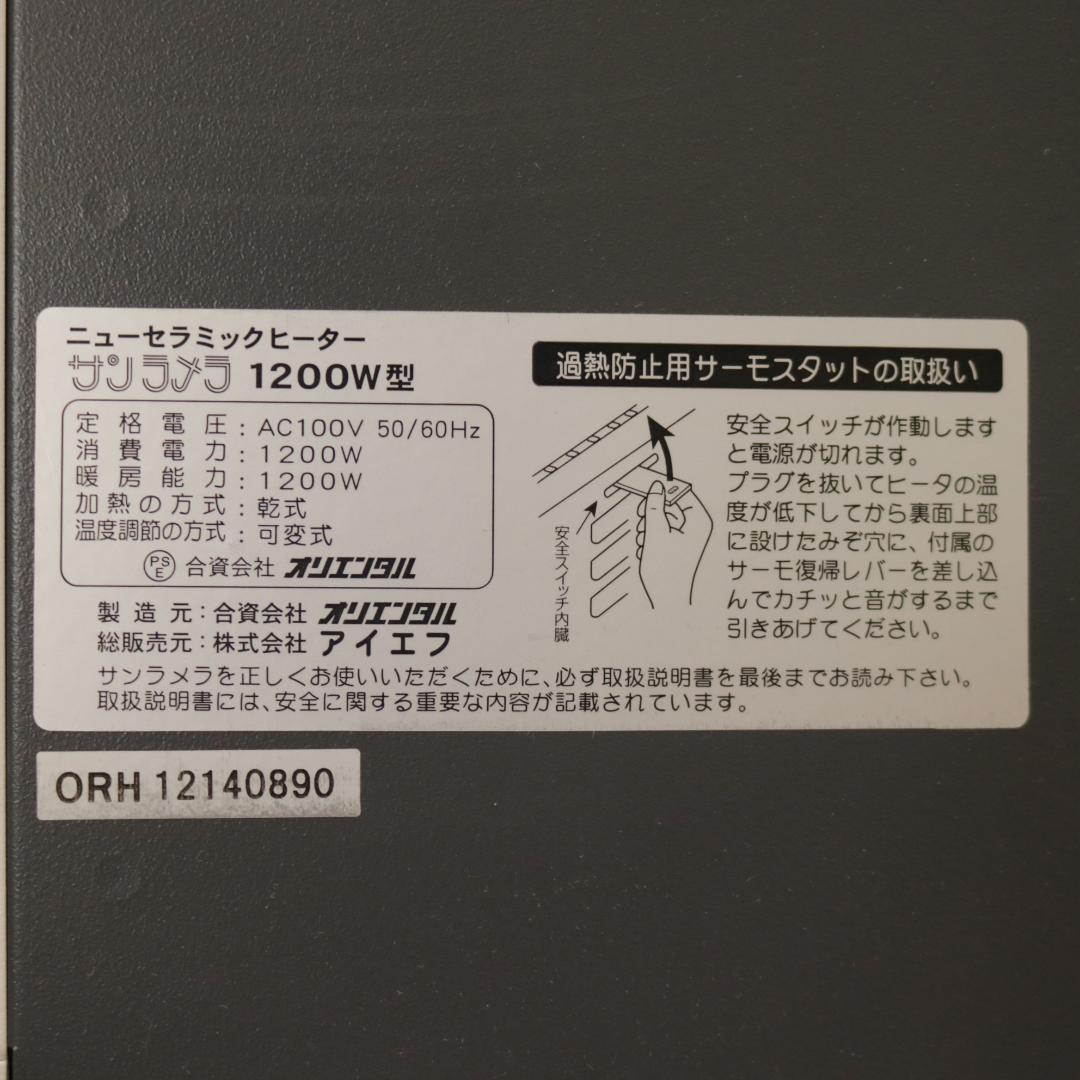 ニューセラミックヒーター
サンラメラ 1200W型
定格電圧：AC100V 50/60Hz
消費電力：1200W
暖房能力：1200W
加熱の方式：乾式
温度調節の方式：可変式
PSE 合資会社 オリエンタル
製造元：合資会社 オリエンタル
総販売元：株式会社 アイエフ
過熱防止用サーモスタットの取扱い
安全スイッチ内臓
安全スイッチが作動します
と電源が切れます。
プラグを抜いてヒータの温
度が低下してから裏面上部
に設けたみぞ穴に、付属の
サーモ復帰レバーを差し込
んでカチッと音がするまで
引きあげてください。
サンラメラを正しくお使いいただくために、必ず取扱説明書を最後までお読み下さい。
取扱説明書には、安全に関する重要な内容が記載されています。
ORH 12140890